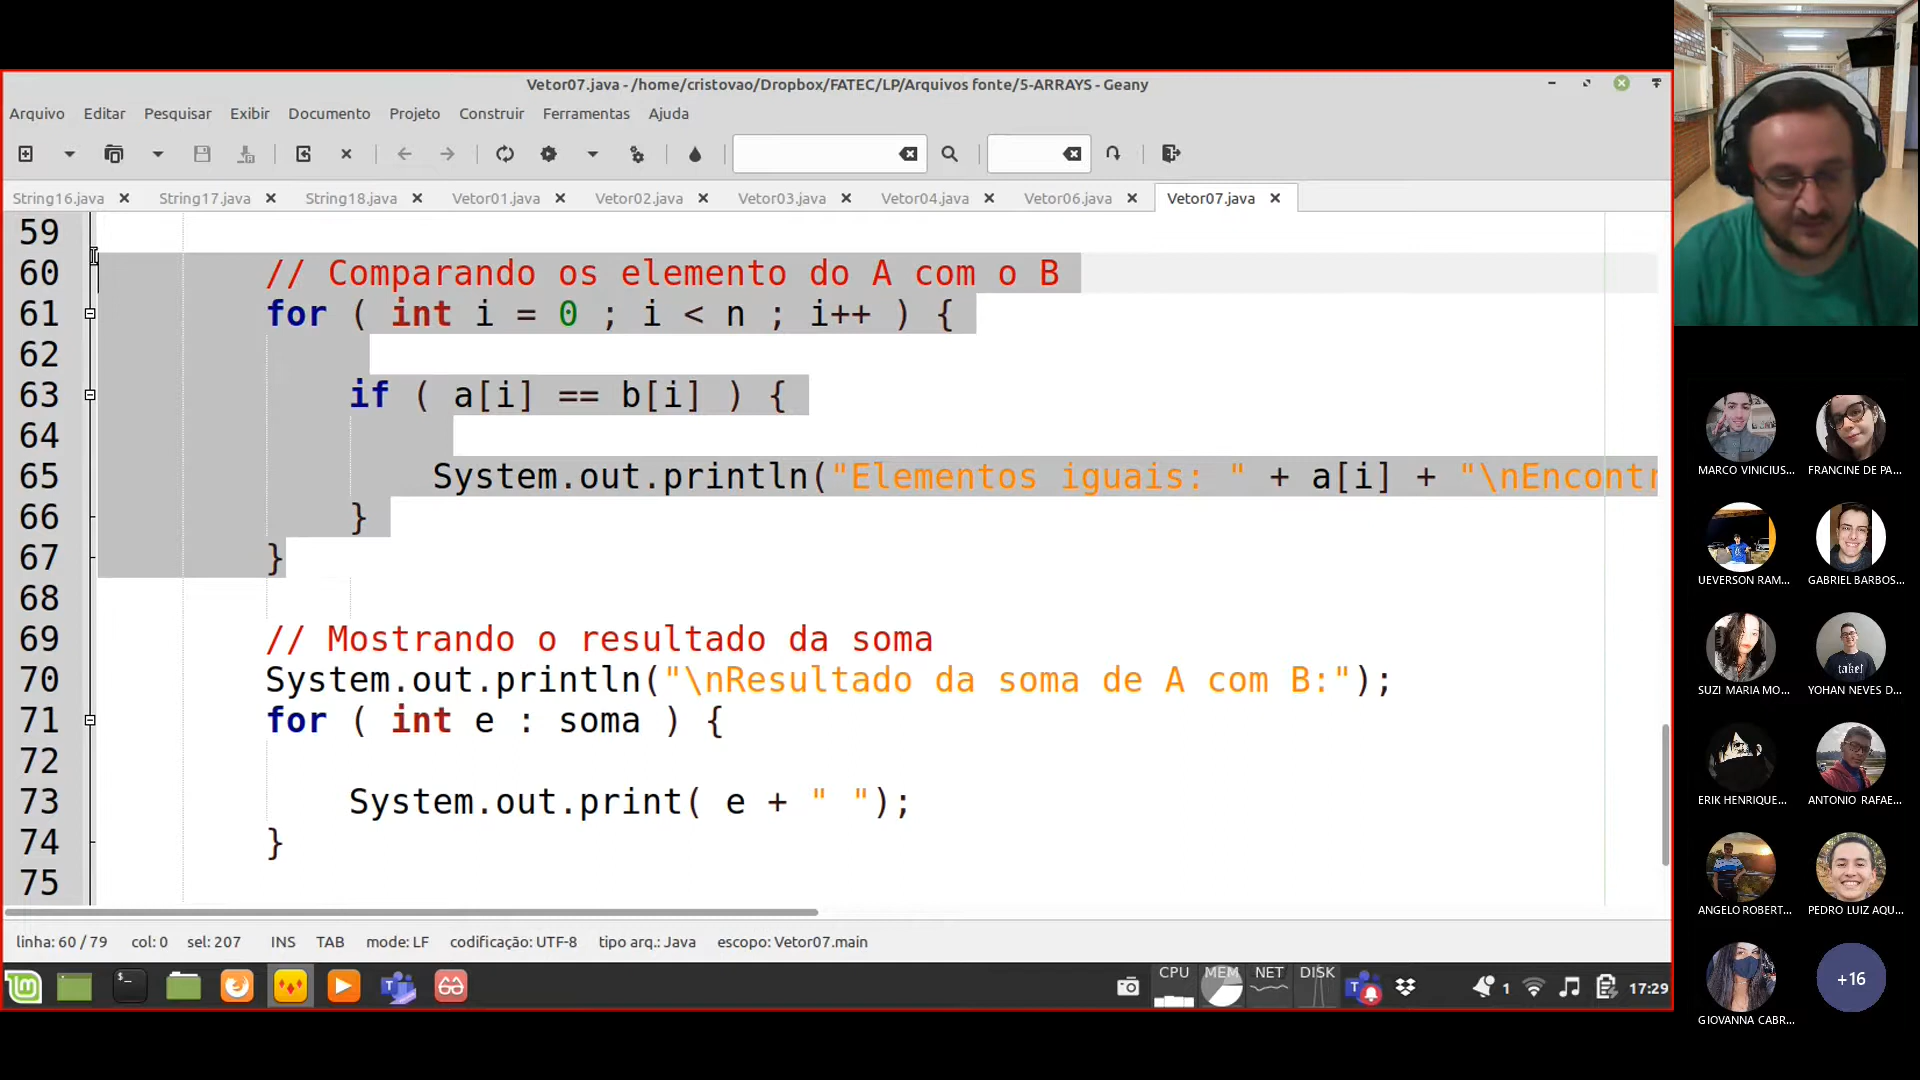 Vetor07.java - /home/cristovao/Dropbox/FATEC/LP/Arquivos fonte/5-ARRAYS - Geany
Arquivo Editar Pesquisar Exibir Documento Projeto Construir Ferramentas Ajuda
String16.java String17.java String18.java Vetor01.java Vetor02.java Vetor03.java Vetor04.java Vetor06.java Vetor07.java
59
60 // Comparando os elemento do A com o B
61 for ( int i = 0 ; i < n ; i++ ) {
62
63 if ( a[i] == b[i] ) {
64
65 System.out.println("Elementos iguais: " + a[i] + "\nEncontr
66 }
67 }
68
69 // Mostrando o resultado da soma
70 System.out.println("\nResultado da soma de A com B:");
71 for ( int e : soma ) {
72
73 System.out.print( e + " ");
74 }
75
linha: 60 / 79 col: 0 sel: 207 INS TAB mode: LF codificação: UTF-8 tipo arq.: Java escopo: Vetor07.main
CPU MEM NET DISK 1 17:29
MARCO VINICIUS... FRANCINE DE PA...
UEVERSON RAM... GABRIEL BARBOS...
takei
SUZI MARIA MO... YOHAN NEVES D...
ERIK HENRIQUE... ANTONIO RAFAE...
ANGELO ROBERT... PEDRO LUIZ AQU...
+16
GIOVANNA CABR...